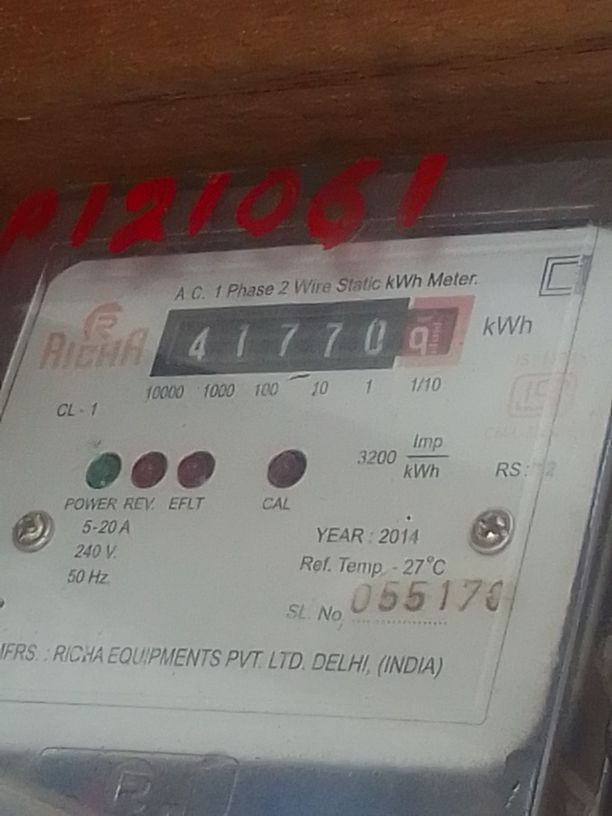 P121061
A.C. 1 Phase 2 Wire Static kWh Meter.
RICHA
41770 9 kWh
10000 1000 100 10 1 1/10
CL - 1
3200 Imp/kWh
RS :
POWER REV. EFLT CAL
5-20 A
240 V.
50 Hz.
YEAR : 2014
Ref. Temp. - 27°C
SL. No.
MFRS. : RICHA EQUIPMENTS PVT. LTD. DELHI, (INDIA)